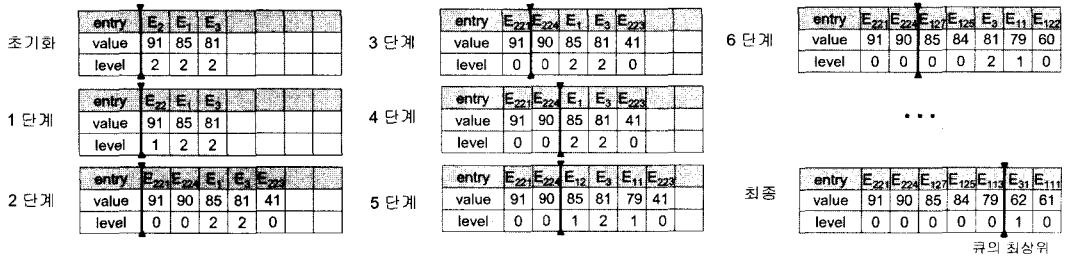 초기화
entry E2 E1 E3
value 91 85 81
level 2 2 2
1 단계
entry E22 E1 E3
value 91 85 81
level 1 2 2
2 단계
entry E221 E224 E1 E3 E223
value 91 90 85 81 41
level 0 0 2 2 0
3 단계
entry E221 E224 E1 E3 E223
value 91 90 85 81 41
level 0 0 2 2 0
4 단계
entry E221 E224 E1 E3 E223
value 91 90 85 81 41
level 0 0 2 2 0
5 단계
entry E221 E224 E12 E3 E11 E223
value 91 90 85 81 79 41
level 0 0 1 2 1 0
6 단계
entry E221 E224 E127 E125 E3 E11 E122
value 91 90 85 84 81 79 60
level 0 0 0 0 2 1 0
...
최종
entry E221 E224 E127 E125 E113 E31 E111
value 91 90 85 84 79 62 61
level 0 0 0 0 0 1 0
큐의 최상위